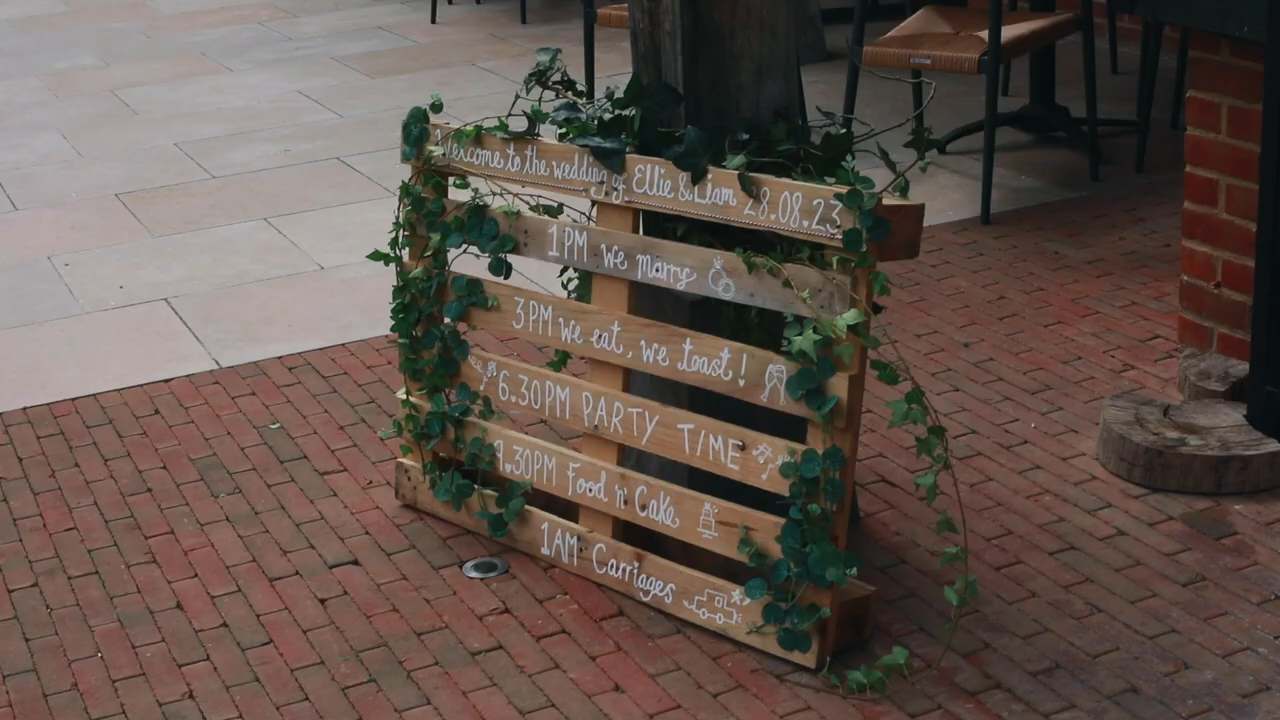 Welcome to the wedding of Ellie & Liam 28.08.23
1PM we marry
3PM we eat, we toast!
6.30PM PARTY TIME
9.30PM Food n' Cake
1AM Carriages